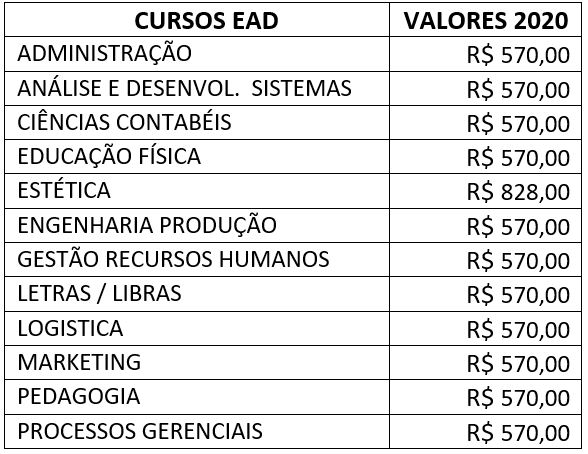 CURSOS EAD VALORES 2020
ADMINISTRAÇÃO R$ 570,00
ANÁLISE E DESENVOL. SISTEMAS R$ 570,00
CIÊNCIAS CONTABÉIS R$ 570,00
EDUCAÇÃO FÍSICA R$ 570,00
ESTÉTICA R$ 828,00
ENGENHARIA PRODUÇÃO R$ 570,00
GESTÃO RECURSOS HUMANOS R$ 570,00
LETRAS / LIBRAS R$ 570,00
LOGISTICA R$ 570,00
MARKETING R$ 570,00
PEDAGOGIA R$ 570,00
PROCESSOS GERENCIAIS R$ 570,00